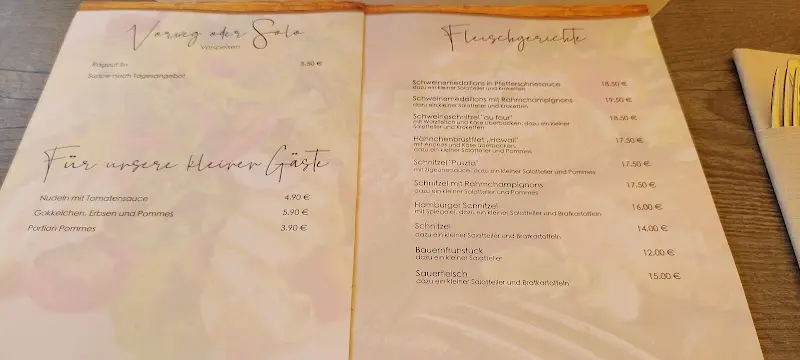 Vorweg oder Solo
Verspeisen
Ragout fin 8.50 €
Suppe nach Tagesangebot
Für unsere kleinen Gäste
Nudeln mit Tomatensauce 4.90 €
Gokkelchen, Erbsen und Pommes 5.90 €
Portion Pommes 3.90 €
Fleischgerichte
Schweinemedaillons in Pfeffersahnesauce 18.50 €
dazu ein kleiner Salatteller und Kroketten
Schweinemedaillons mit Rahmchampignons 19.50 €
dazu ein kleiner Salatteller und Kroketten
Schweineschnitzel "au four" 18.50 €
mit Würzfleisch und Käse überbacken, dazu ein kleiner
Salatteller und Kroketten
Hähnchenbrustfilet „Hawaii" 17.50 €
mit Ananas und Käse überbacken,
dazu ein kleiner Salatteller und Pommes
Schnitzel "Puszta" 17.50 €
dazu ein kleiner Salatteller und Pommes
Schnitzel mit Rahmchampignons 17.50 €
dazu ein kleiner Salatteller und Pommes
Hamburger Schnitzel 16.00 €
mit Spiegelei, dazu ein kleiner Salatteller und Bratkartoffeln
Schnitzel 14.00 €
dazu ein kleiner Salatteller und Bratkartoffeln
Bauernfrühstück 12.00 €
dazu ein kleiner Salatteller
Sauerfleisch 15.00 €
dazu ein kleiner Salatteller und Bratkartoffeln